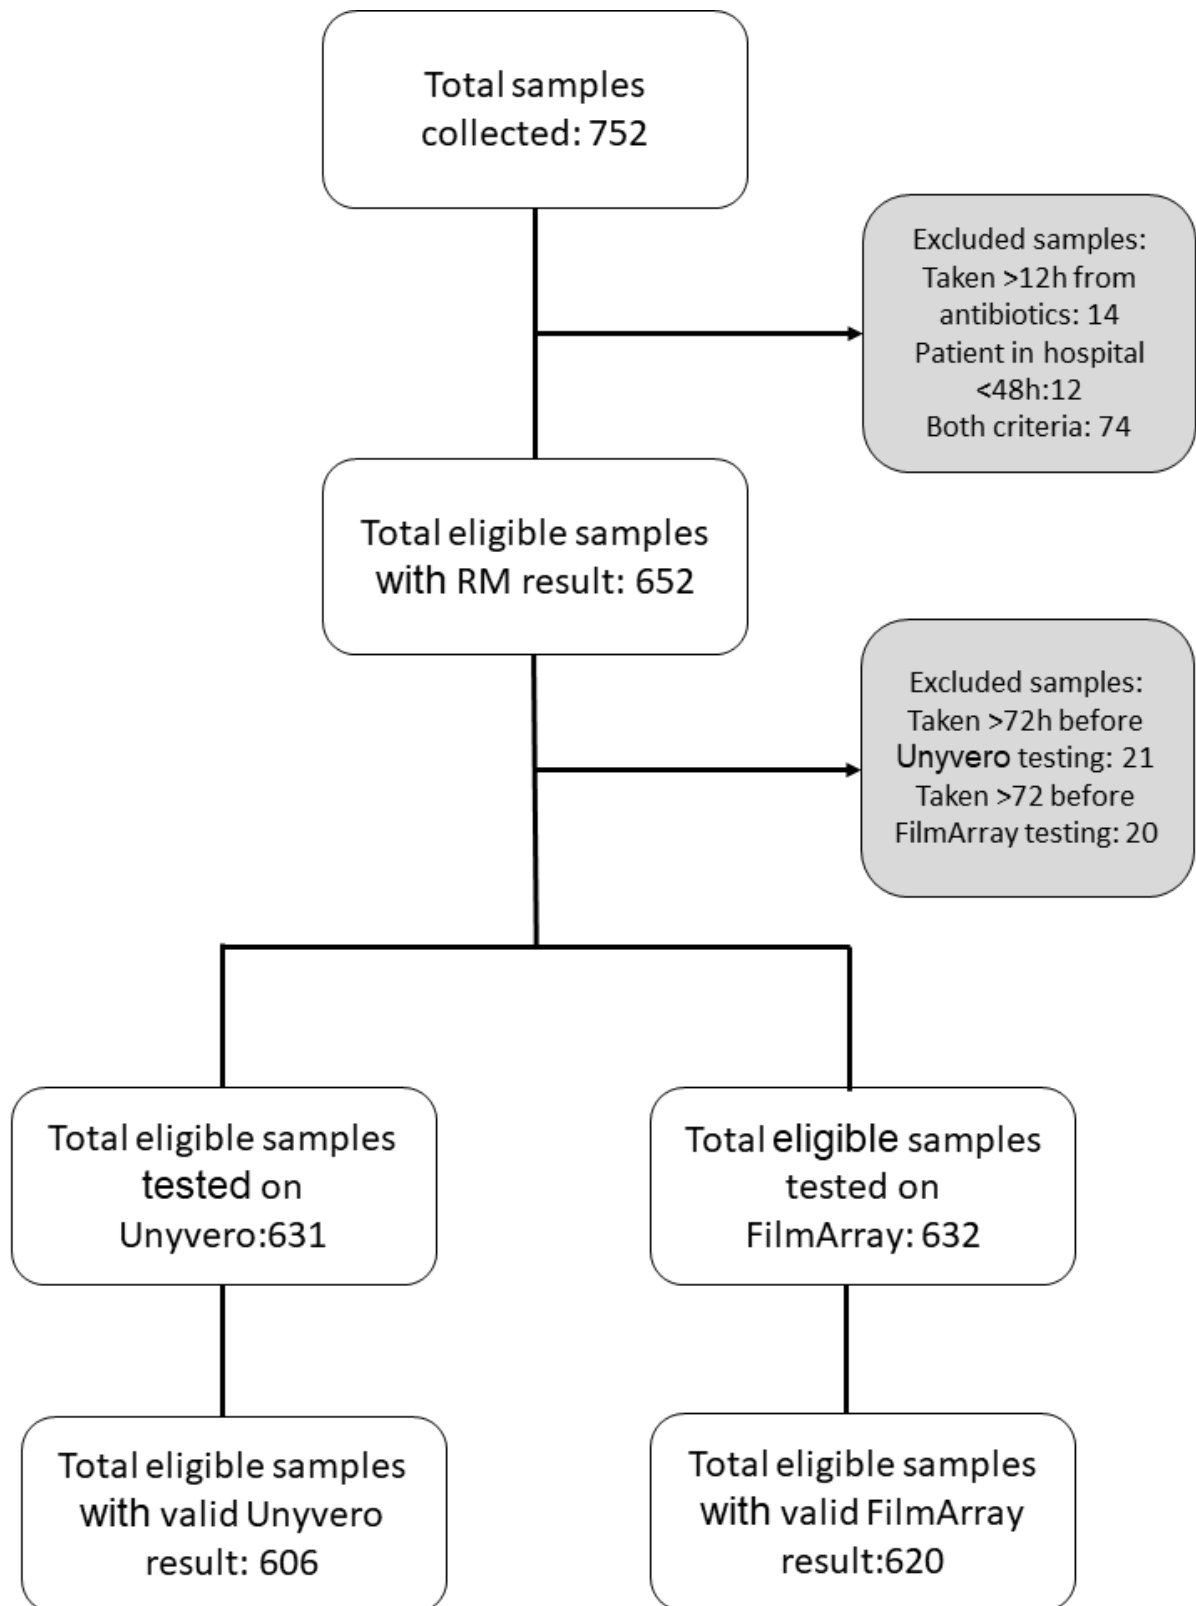 Total samples
collected: 752
Excluded samples:
Taken >12h from
antibiotics: 14
Patient in hospital
<48h:12
Both criteria: 74
Total eligible samples
with RM result: 652
Excluded samples:
Taken >72h before
Unyvero testing: 21
Taken >72 before
FilmArray testing: 20
Total eligible samples
tested on
Unyvero:631
Total eligible samples
tested on
FilmArray: 632
Total eligible samples
with valid Unyvero
result: 606
Total eligible samples
with valid FilmArray
result:620